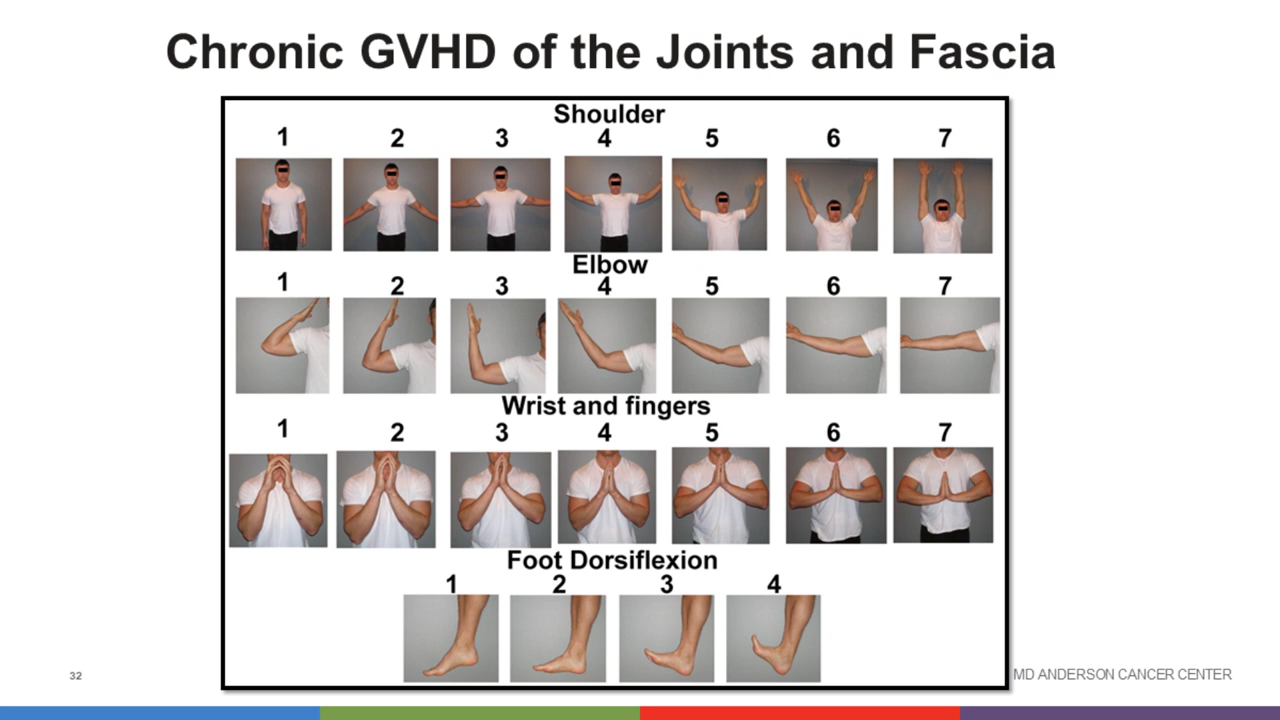 Chronic GVHD of the Joints and Fascia
Shoulder
1 2 3 4 5 6 7
Elbow
1 2 3 4 5 6 7
Wrist and fingers
1 2 3 4 5 6 7
Foot Dorsiflexion
1 2 3 4
32
MD ANDERSON CANCER CENTER